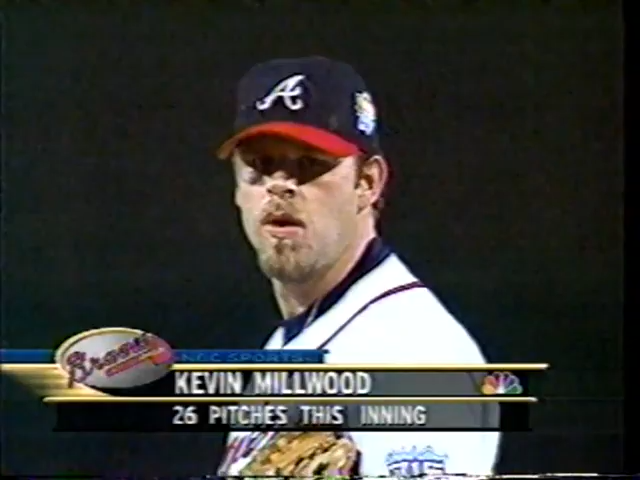 A
Braves
NBC SPORTS
KEVIN MILLWOOD
26 PITCHES THIS INNING